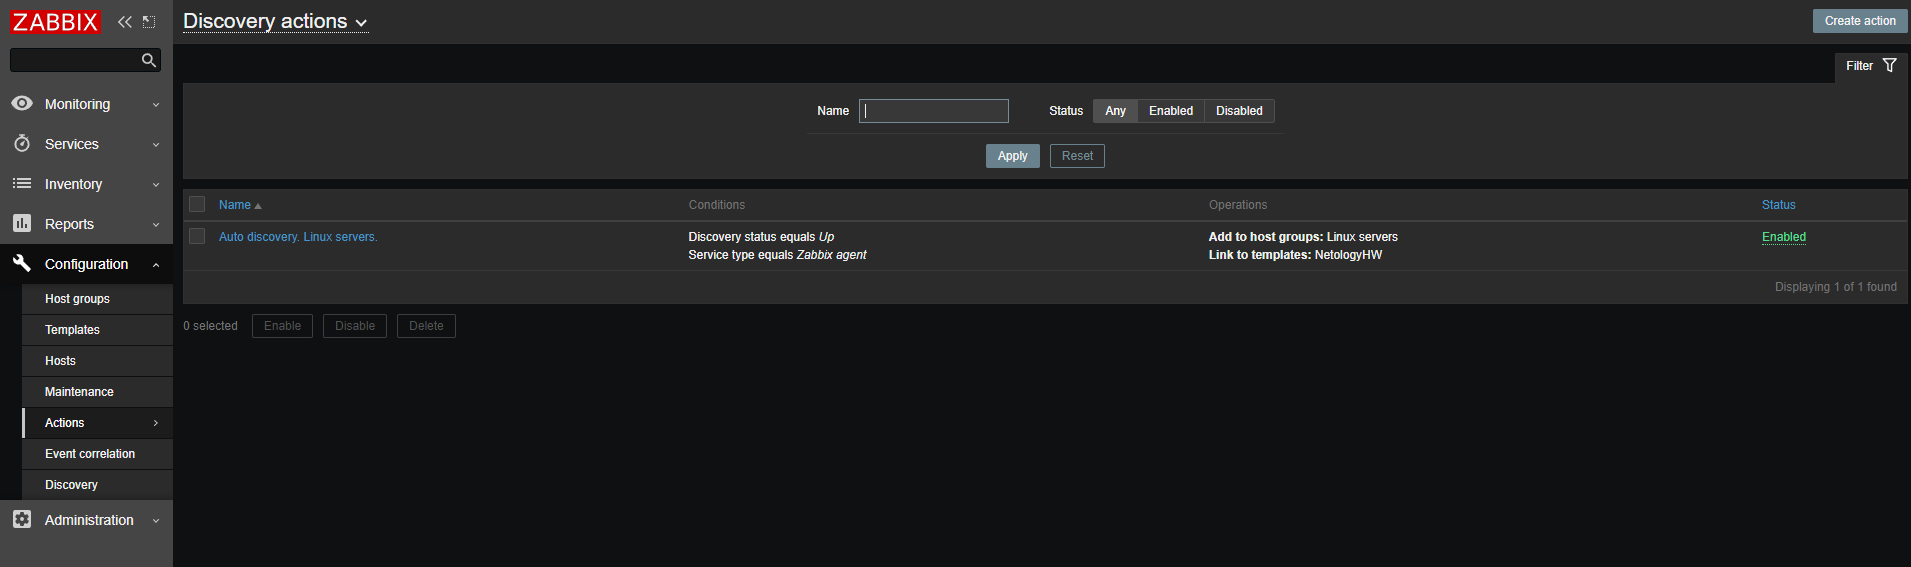 ZABBIX
Discovery actions
Create action
Filter
Monitoring
Services
Inventory
Reports
Configuration
Host groups
Templates
Hosts
Maintenance
Actions
Event correlation
Discovery
Administration
Name
Status Any Enabled Disabled
Apply Reset
Name Conditions Operations Status
Auto discovery. Linux servers. Discovery status equals Up Add to host groups: Linux servers Enabled
Service type equals Zabbix agent Link to templates: NetologyHW
Displaying 1 of 1 found
0 selected Enable Disable Delete